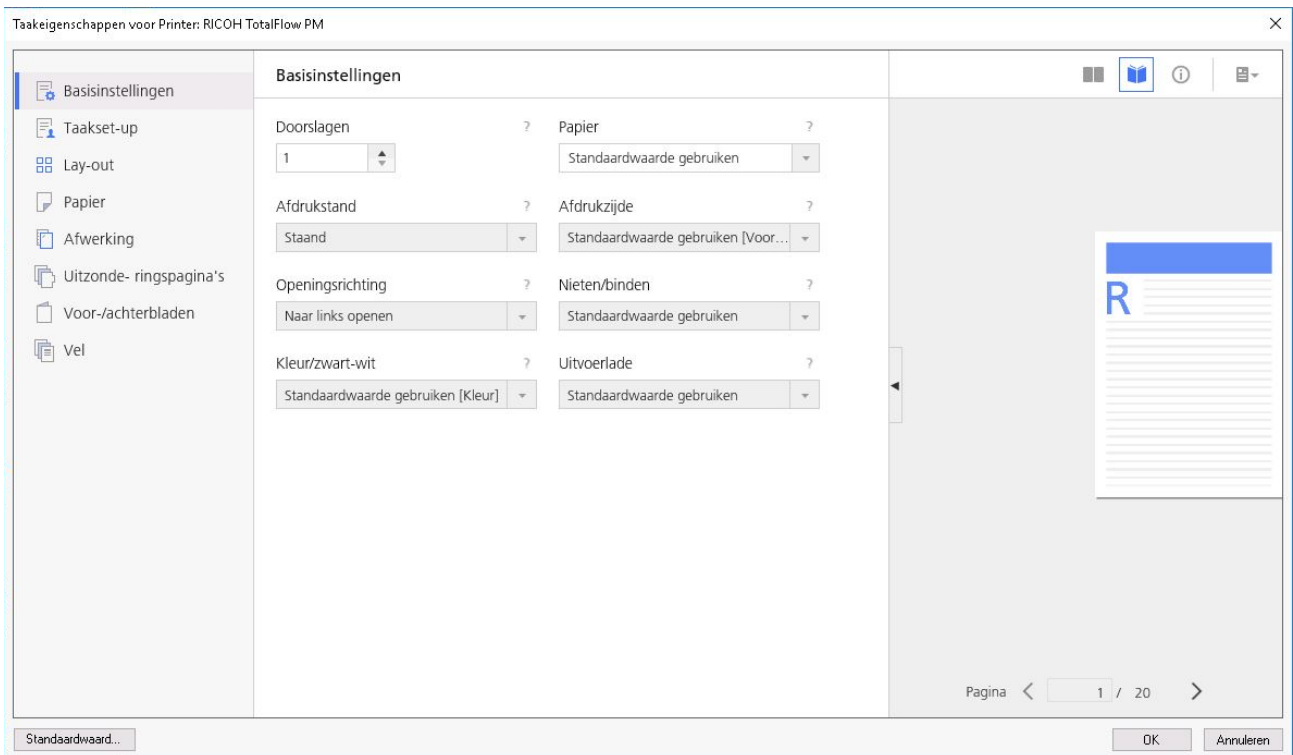 Taakeigenschappen voor Printer: RICOH TotalFlow PM
Basisinstellingen
Taakset-up
Lay-out
Papier
Afwerking
Uitzonde- ringspagina's
Voor-/achterbladen
Vel
Basisinstellingen
Doorslagen ?
1
Papier ?
Standaardwaarde gebruiken
Afdrukstand ?
Staand
Afdrukzijde ?
Standaardwaarde gebruiken [Voor...
Openingsrichting ?
Naar links openen
Nieten/binden ?
Standaardwaarde gebruiken
Kleur/zwart-wit ?
Standaardwaarde gebruiken [Kleur]
Uitvoerlade ?
Standaardwaarde gebruiken
R
Pagina 1 / 20
Standaardwaard...
OK
Annuleren